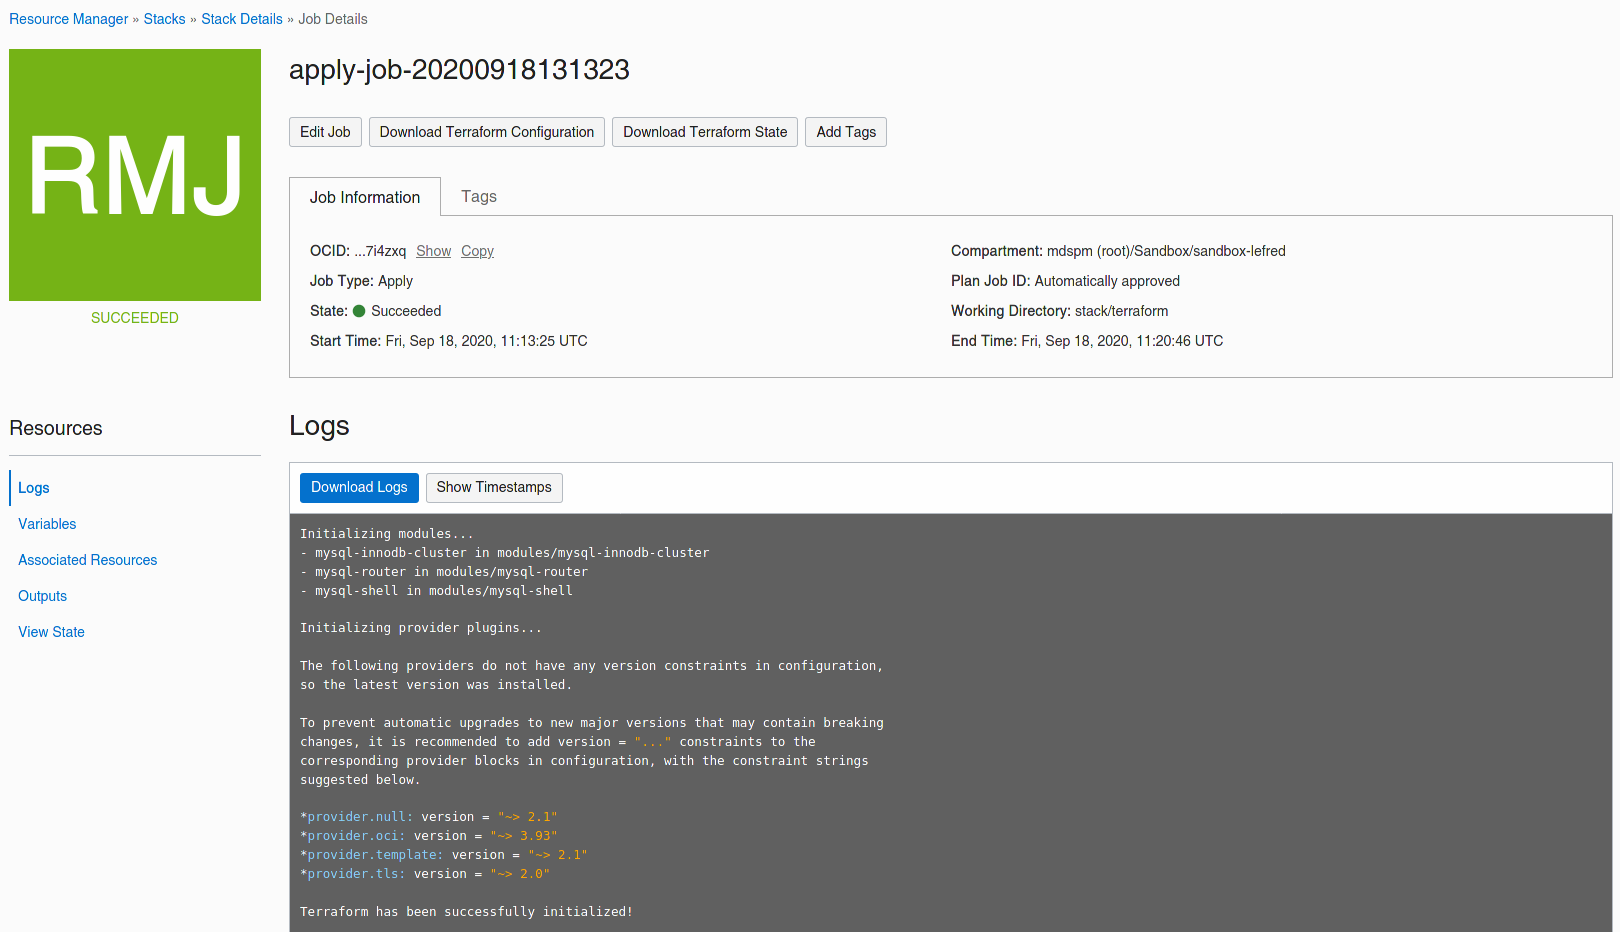 Resource Manager » Stacks » Stack Details » Job Details
RMJ
SUCCEEDED
apply-job-20200918131323
Edit Job
Download Terraform Configuration
Download Terraform State
Add Tags
Job Information
Tags
OCID: ...7i4zxq Show Copy
Job Type: Apply
State: Succeeded
Start Time: Fri, Sep 18, 2020, 11:13:25 UTC
Compartment: mdspm (root)/Sandbox/sandbox-lefred
Plan Job ID: Automatically approved
Working Directory: stack/terraform
End Time: Fri, Sep 18, 2020, 11:20:46 UTC
Resources
Logs
Variables
Associated Resources
Outputs
View State
Logs
Download Logs
Show Timestamps
Initializing modules...
- mysql-innodb-cluster in modules/mysql-innodb-cluster
- mysql-router in modules/mysql-router
- mysql-shell in modules/mysql-shell
Initializing provider plugins...
The following providers do not have any version constraints in configuration,
so the latest version was installed.
To prevent automatic upgrades to new major versions that may contain breaking
changes, it is recommended to add version = "..." constraints to the
corresponding provider blocks in configuration, with the constraint strings
suggested below.
*provider.null: version = "~> 2.1"
*provider.oci: version = "~> 3.93"
*provider.template: version = "~> 2.1"
*provider.tls: version = "~> 2.0"
Terraform has been successfully initialized!